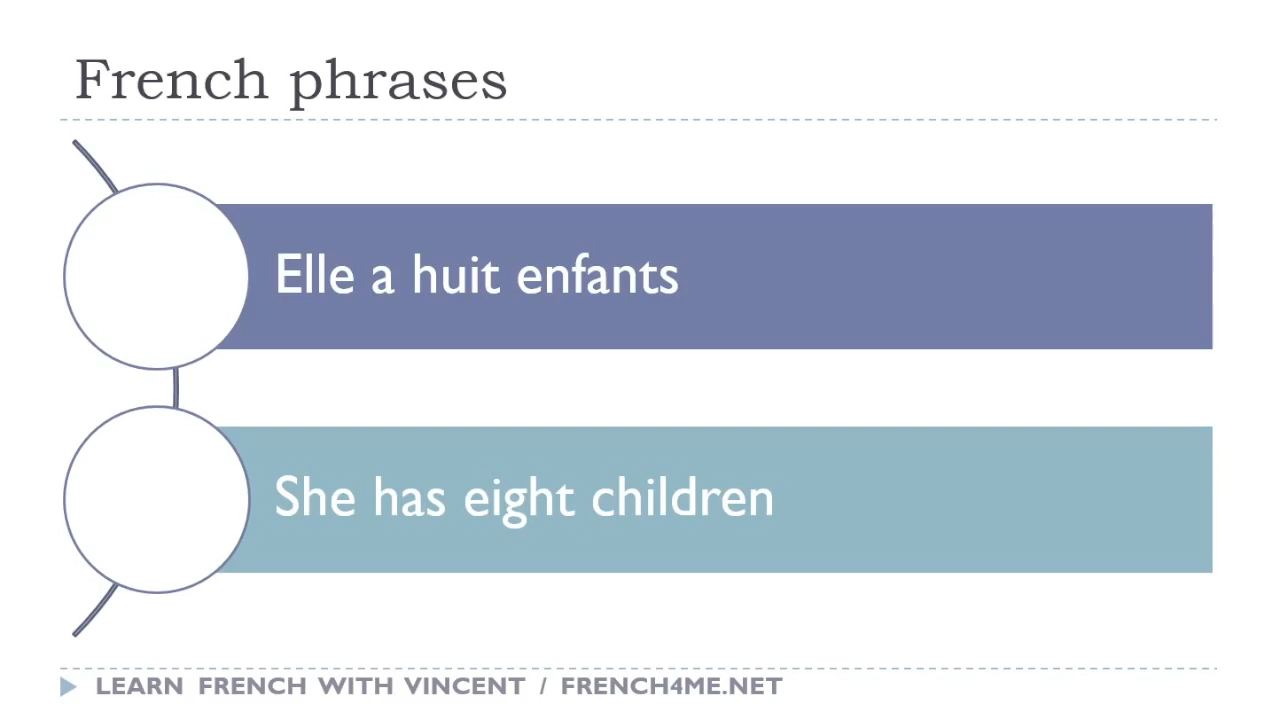 French phrases
Elle a huit enfants
She has eight children
LEARN FRENCH WITH VINCENT / FRENCH4ME.NET